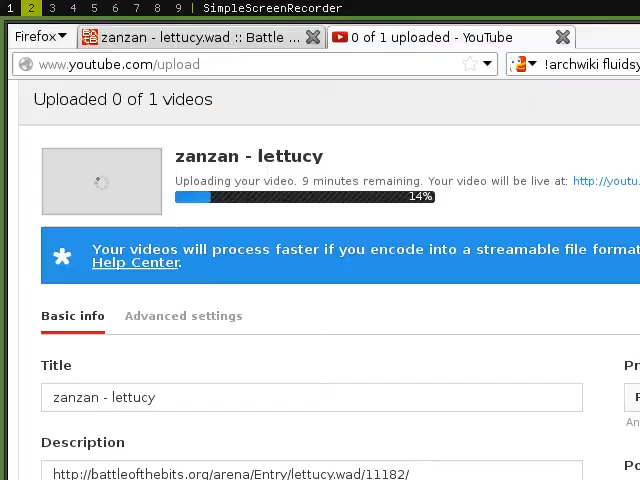 1 2 3 4 5 6 7 8 9 | SimpleScreenRecorder
Firefox zanzan - lettucy.wad :: Battle ... 0 of 1 uploaded - YouTube
www.youtube.com/upload !archwiki fluidsy
Uploaded 0 of 1 videos
zanzan - lettucy
Uploading your video. 9 minutes remaining. Your video will be live at: http://youtu.
14%
Your videos will process faster if you encode into a streamable file format
Help Center.
Basic info Advanced settings
Title Pr
zanzan - lettucy P
An
Description
Po
http://battleofthebits.org/arena/Entry/lettucy.wad/11182/